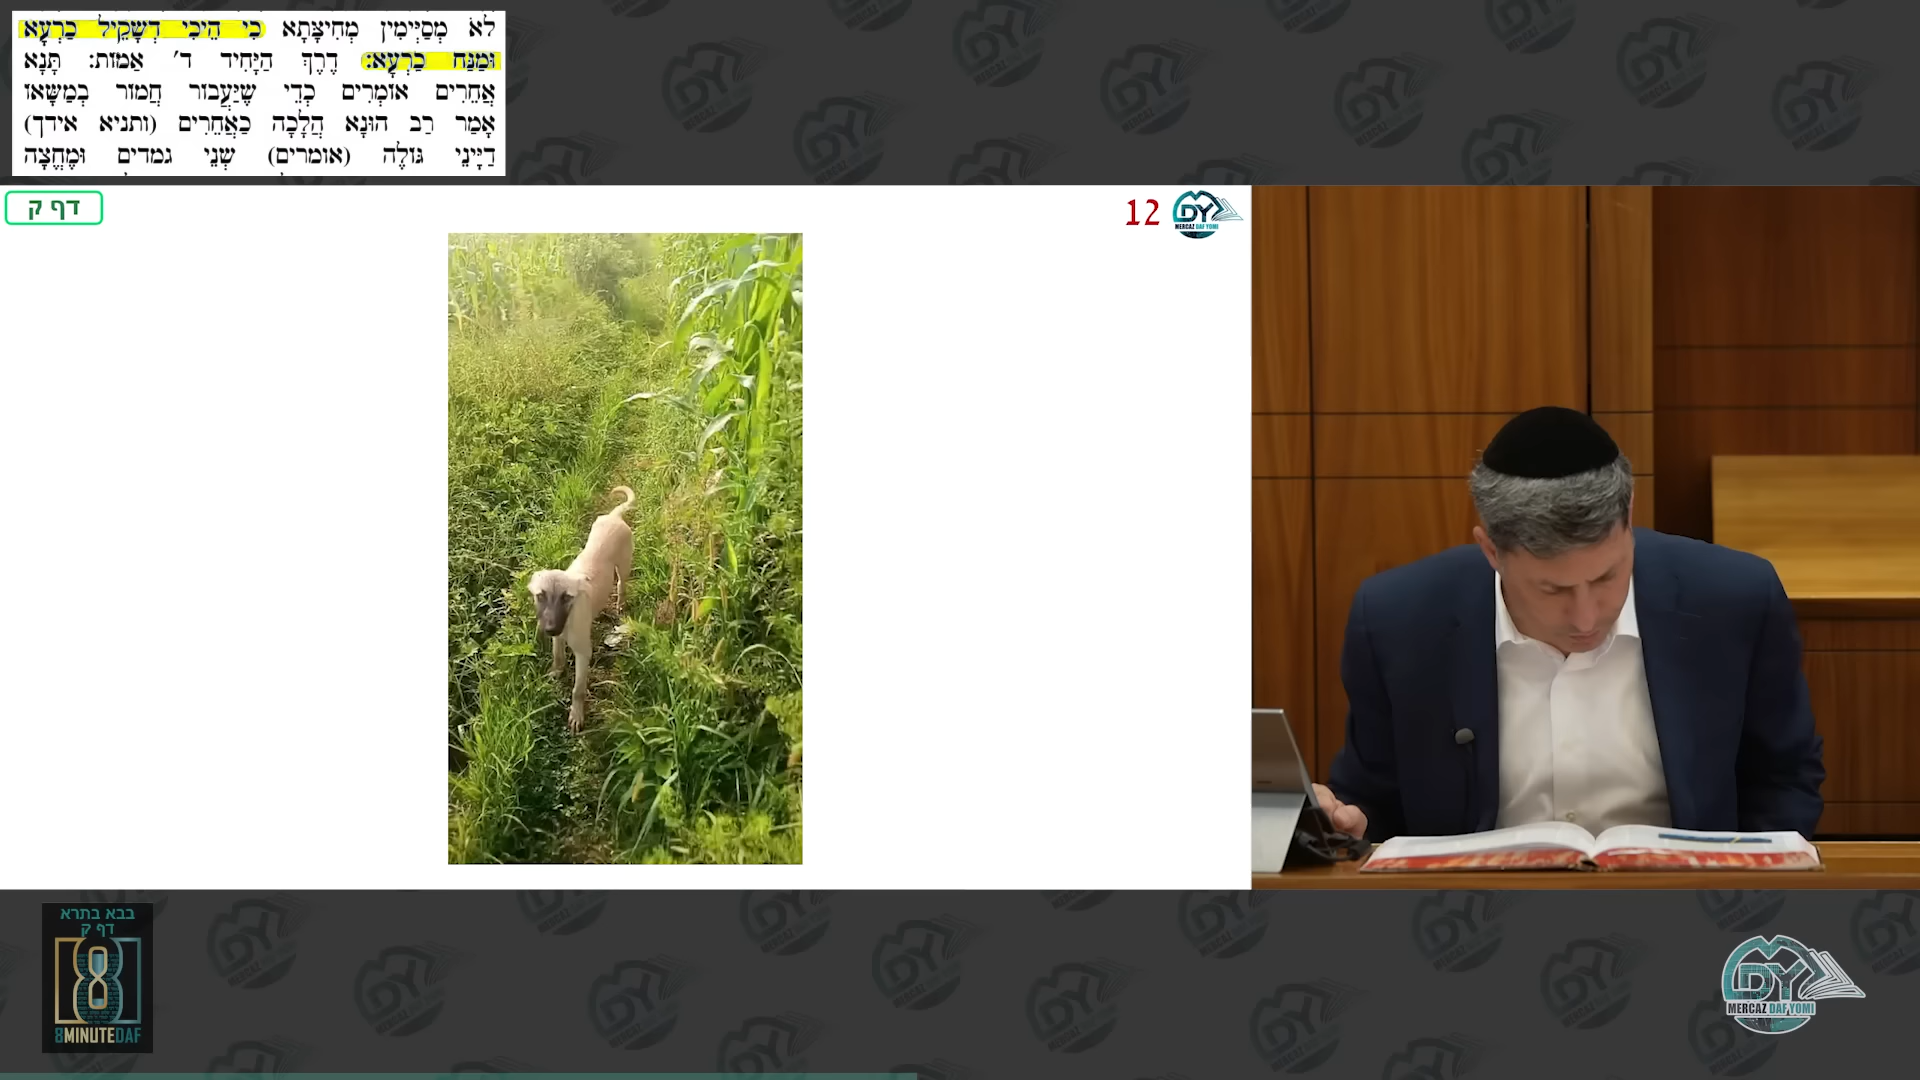 לֹא מְסַיְּימִין מְחִיצָּתָא כִּי הֵיכִי דְּשָׁקֵיל כַּרְעָא
וּמַנַּח כַּרְעָא: דֶּרֶךְ הַיָּחִיד ד׳ אַמּוֹת: תָּנָא
אֲחֵרִים אוֹמְרִים כְּדֵי שֶׁיַּעֲבוֹר חֲמוֹר בְּמַשָּׂאוֹ
אָמַר רַב הוּנָא הֲלָכָה כַּאֲחֵרִים (ותניא אידך)
דַּיָּינֵי גּוֹלָה (אומרים) שְׁנֵי גמדים וּמֶחֱצָה
דף ק
12
DY
MERCAZ DAF YOMI
בבא בתרא
דף ק
8
8MINUTEDAF
DY
MERCAZ DAF YOMI